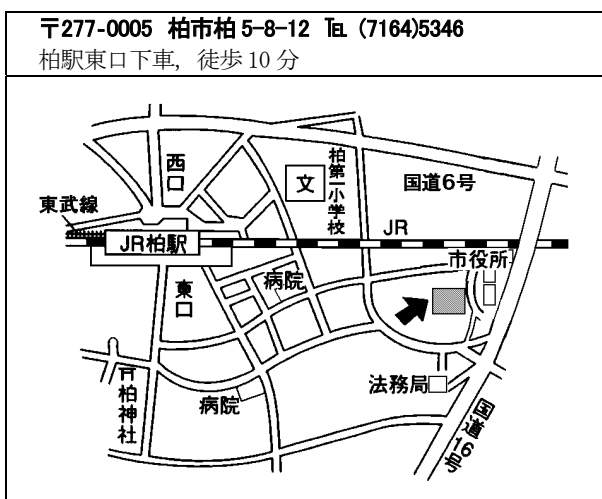 〒277-0005 柏市柏 5-8-12 ℡ (7164)5346
柏駅東口下車, 徒歩 10 分
西口
文
柏第一小学校
国道6号
東武線
JR
JR柏駅
市役所
病院
東口
法務局
病院
柏神社
国道16号